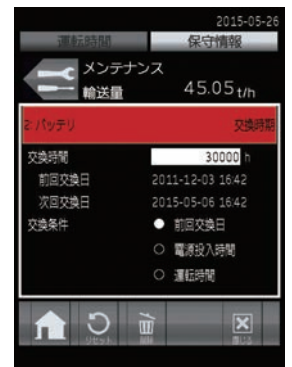 2015-05-26
運転時間 保守情報
メンテナンス
輸送量 45.05 t/h
2: バッテリ 交換時期
交換時間 30000 h
前回交換日 2011-12-03 16:42
次回交換日 2015-05-06 16:42
交換条件 前回交換日
電源投入時間
運転時間
リセット 削除 閉じる